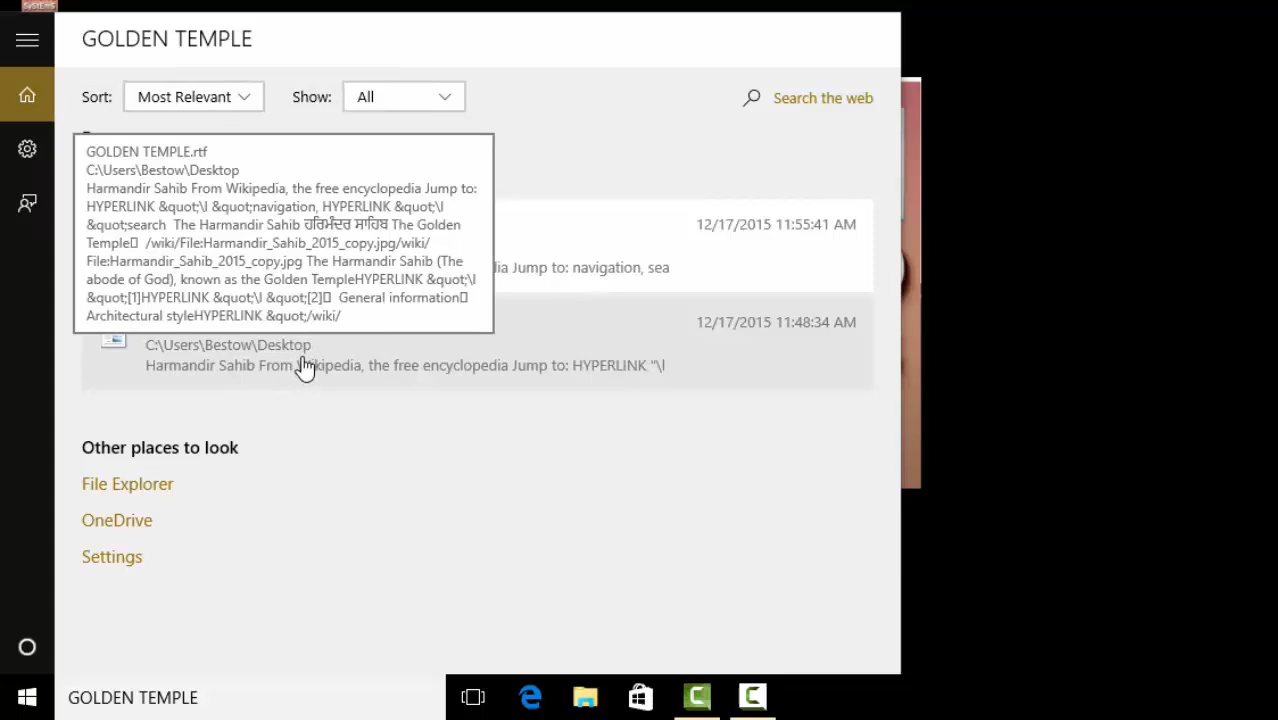 SyStEmS
GOLDEN TEMPLE
Sort: Most Relevant Show: All Search the web
GOLDEN TEMPLE.rtf
C:\Users\Bestow\Desktop
Harmandir Sahib From Wikipedia, the free encyclopedia Jump to:
HYPERLINK &quot;\l &quot;navigation, HYPERLINK &quot;\l
&quot;search The Harmandir Sahib ਹਰਿਮੰਦਰ ਸਾਹਿਬ The Golden
Temple /wiki/File:Harmandir_Sahib_2015_copy.jpg/wiki/
File:Harmandir_Sahib_2015_copy.jpg The Harmandir Sahib (The
abode of God), known as the Golden TempleHYPERLINK &quot;\l
&quot;[1]HYPERLINK &quot;\l &quot;[2] General information
Architectural styleHYPERLINK &quot;/wiki/
12/17/2015 11:55:41 AM
ia Jump to: navigation, sea
12/17/2015 11:48:34 AM
C:\Users\Bestow\Desktop
Harmandir Sahib From Wikipedia, the free encyclopedia Jump to: HYPERLINK "\l
Other places to look
File Explorer
OneDrive
Settings
GOLDEN TEMPLE